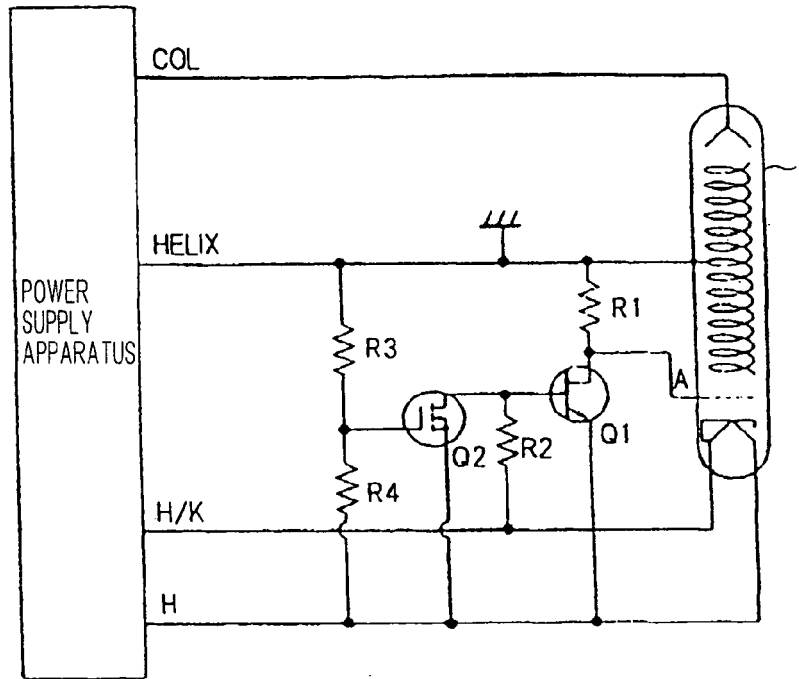 COL
HELIX
POWER
SUPPLY
APPARATUS
R1
R3
A
Q1
Q2
R2
R4
H/K
H